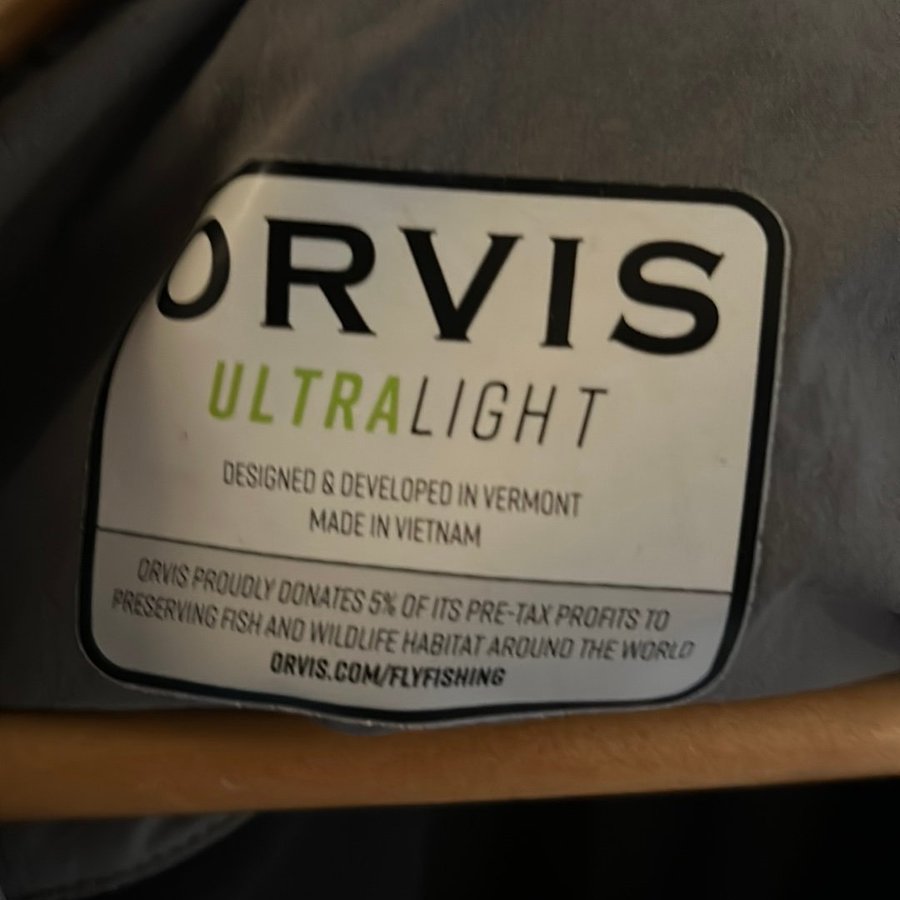 ORVIS
ULTRALIGHT
DESIGNED & DEVELOPED IN VERMONT
MADE IN VIETNAM
ORVIS PROUDLY DONATES 5% OF ITS PRE-TAX PROFITS TO
PRESERVING FISH AND WILDLIFE HABITAT AROUND THE WORLD
ORVIS.COM/FLYFISHING